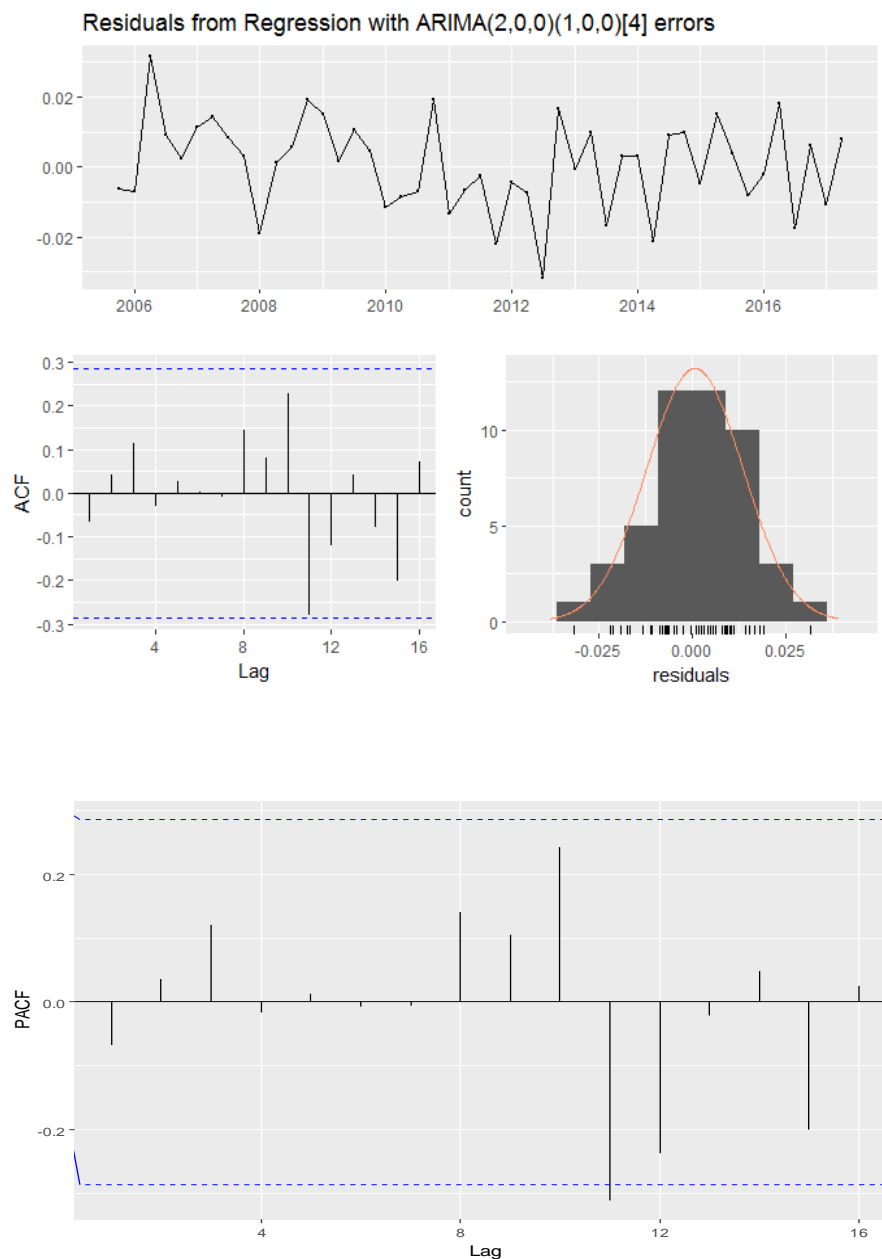 Residuals from Regression with ARIMA(2,0,0)(1,0,0)[4] errors
0.02
0.00
-0.02
2006 2008 2010 2012 2014 2016
0.3
0.2
0.1
0.0
-0.1
-0.2
-0.3
ACF
4 8 12 16
Lag
10
5
0
count
-0.025 0.000 0.025
residuals
0.2
0.0
-0.2
PACF
4 8 12 16
Lag